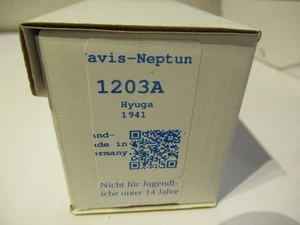 avis-Neptun
1203A
Hyuga
1941
and-
ade in
ermany.
Nicht für Jugendl-
iche unter 14 Jahre